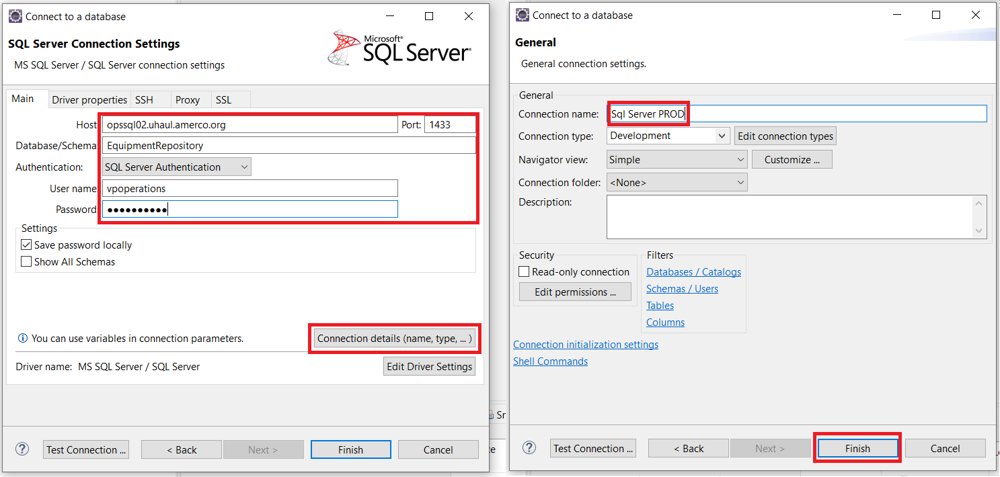 Connect to a database
SQL Server Connection Settings
MS SQL Server / SQL Server connection settings
Microsoft®
SQL Server®
Main
Driver properties
SSH
Proxy
SSL
Host
opssql02.uhaul.amerco.org
Port:
1433
Database/Schema
EquipmentRepository
Authentication:
SQL Server Authentication
User name
vpoperations
Password
●●●●●●●●●●
Settings
Save password locally
Show All Schemas
You can use variables in connection parameters.
Connection details (name, type, ... )
Driver name:
MS SQL Server / SQL Server
Edit Driver Settings
Test Connection ...
< Back
Next >
Finish
Cancel
Connect to a database
General
General connection settings.
General
Connection name:
Sql Server PROD
Connection type:
Development
Edit connection types
Navigator view:
Simple
Customize ...
Connection folder:
<None>
Description:
Security
Read-only connection
Edit permissions ...
Filters
Databases / Catalogs
Schemas / Users
Tables
Columns
Connection initialization settings
Shell Commands
Test Connection ...
< Back
Next >
Finish
Cancel